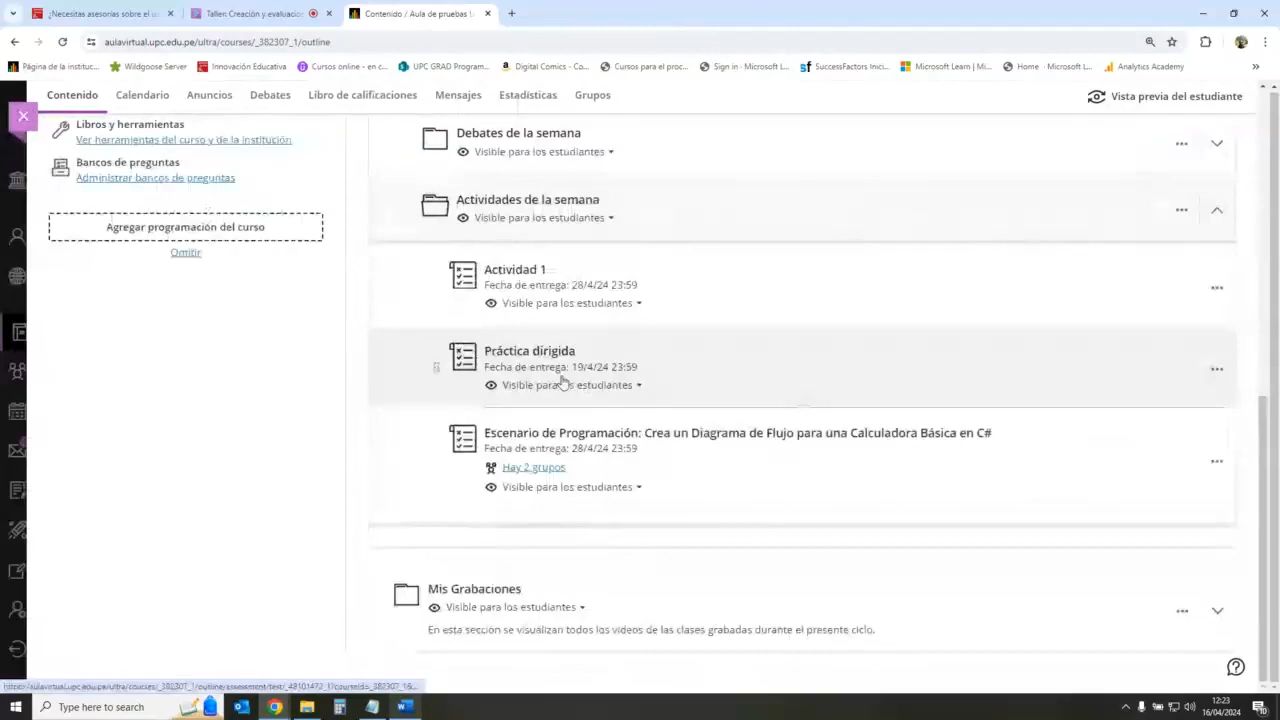 ¿Necesitas asesorías sobre el u
Taller: Creación y evaluació
Contenido / Aula de pruebas L
aulavirtual.upc.edu.pe/ultra/courses/_382307_1/outline
Página de la instituc...
Wildgoose Server
Innovación Educativa
Cursos online - en c...
UPC GRAD Program...
Digital Comics - Co...
Cursos para el proc...
Sign in · Microsoft L...
SuccessFactors Inici...
Microsoft Learn | Mi...
Home · Microsoft L...
Analytics Academy
Contenido
Calendario
Anuncios
Debates
Libro de calificaciones
Mensajes
Estadísticas
Grupos
Vista previa del estudiante
Libros y herramientas
Ver herramientas del curso y de la institución
Bancos de preguntas
Administrar bancos de preguntas
Agregar programación del curso
Omitir
Debates de la semana
Visible para los estudiantes
Actividades de la semana
Visible para los estudiantes
Actividad 1
Fecha de entrega: 28/4/24 23:59
Visible para los estudiantes
Práctica dirigida
Fecha de entrega: 19/4/24 23:59
Visible para los estudiantes
Escenario de Programación: Crea un Diagrama de Flujo para una Calculadora Básica en C#
Fecha de entrega: 28/4/24 23:59
Hay 2 grupos
Visible para los estudiantes
Mis Grabaciones
Visible para los estudiantes
En esta sección se visualizan todos los videos de las clases grabadas durante el presente ciclo.
Type here to search
12:23
16/04/2024